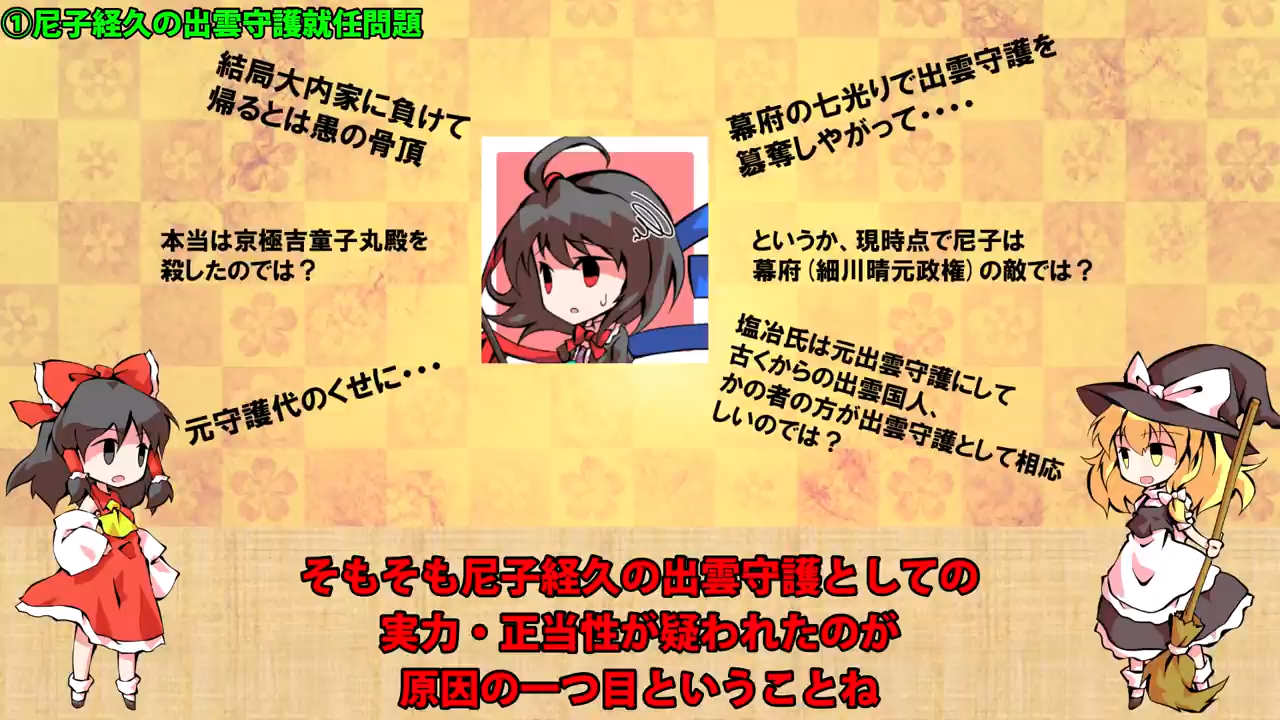 ①尼子経久の出雲守護就任問題
結局大内家に負けて
帰るとは愚の骨頂
幕府の七光りで出雲守護を
簒奪しやがって・・・・
本当は京極吉童子丸殿を
殺したのでは？
というか、現時点で尼子は
幕府（細川晴元政権）の敵では？
元守護代のくせに・・・
塩冶氏は元出雲守護にして
古くからの出雲国人、
かの者の方が出雲守護として相応
しいのでは？
そもそも尼子経久の出雲守護としての
実力・正当性が疑われたのが
原因の一つ目ということね